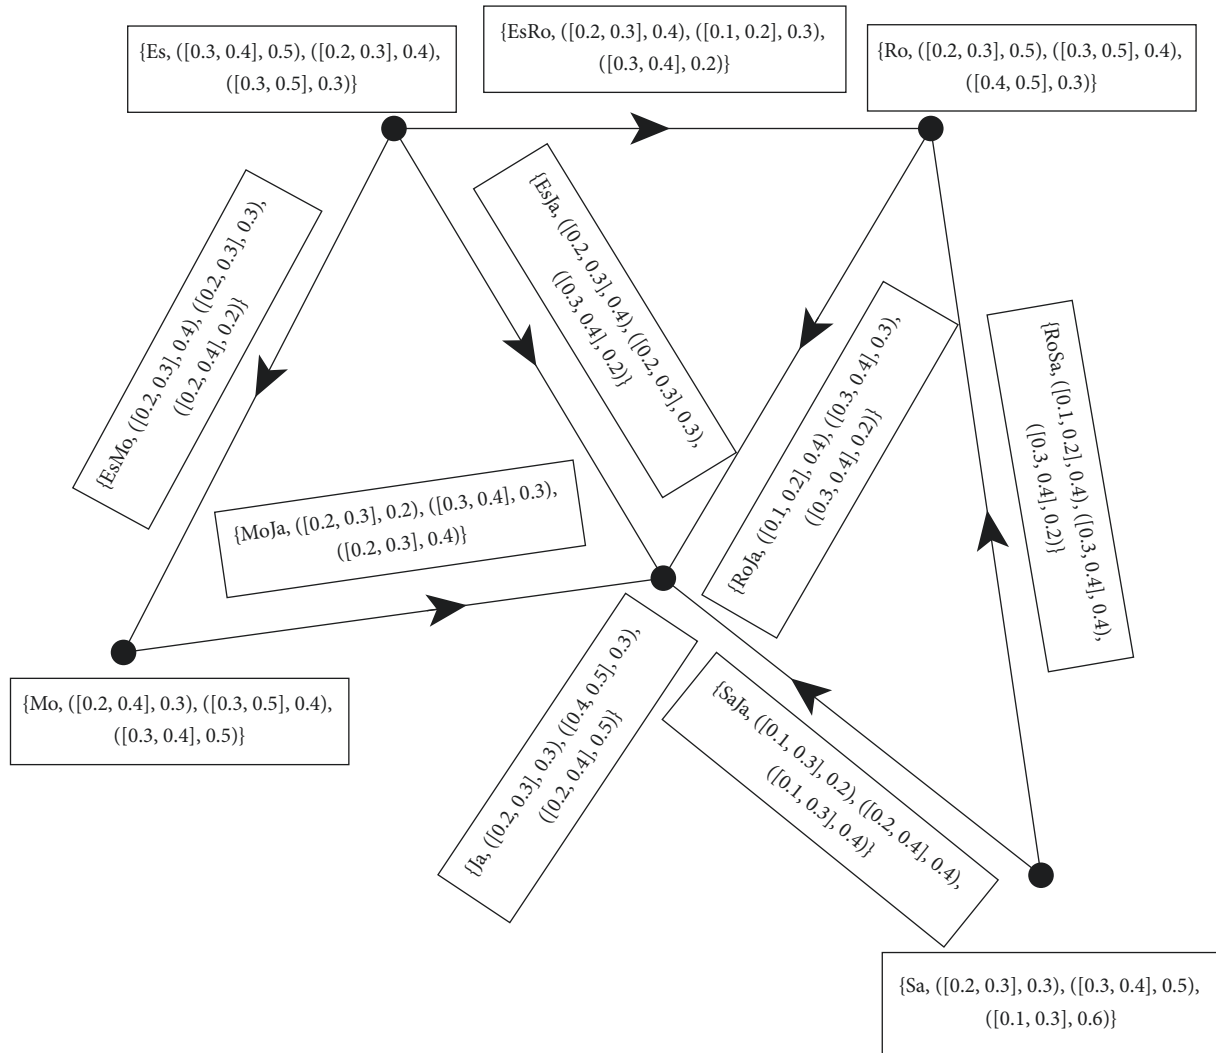 {Es, ([0.3, 0.4], 0.5), ([0.2, 0.3], 0.4),
([0.3, 0.5], 0.3)}
{EsRo, ([0.2, 0.3], 0.4), ([0.1, 0.2], 0.3),
([0.3, 0.4], 0.2)}
{Ro, ([0.2, 0.3], 0.5), ([0.3, 0.5], 0.4),
([0.4, 0.5], 0.3)}
{EsMo, ([0.2, 0.3], 0.4), ([0.2, 0.3], 0.3),
([0.2, 0.4], 0.2)}
{EsJa, ([0.2, 0.3], 0.4), ([0.2, 0.3], 0.3),
([0.3, 0.4], 0.2)}
{RoJa, ([0.1, 0.2], 0.4), ([0.3, 0.4], 0.3),
([0.3, 0.4], 0.2)}
{RoSa, ([0.1, 0.2], 0.4), ([0.3, 0.4], 0.4),
([0.3, 0.4], 0.2)}
{MoJa, ([0.2, 0.3], 0.2), ([0.3, 0.4], 0.3),
([0.2, 0.3], 0.4)}
{Mo, ([0.2, 0.4], 0.3), ([0.3, 0.5], 0.4),
([0.3, 0.4], 0.5)}
{Ja, ([0.2, 0.3], 0.3), ([0.4, 0.5], 0.3),
([0.2, 0.4], 0.5)}
{SaJa, ([0.1, 0.3], 0.2), ([0.2, 0.4], 0.4),
([0.1, 0.3], 0.4)}
{Sa, ([0.2, 0.3], 0.3), ([0.3, 0.4], 0.5),
([0.1, 0.3], 0.6)}